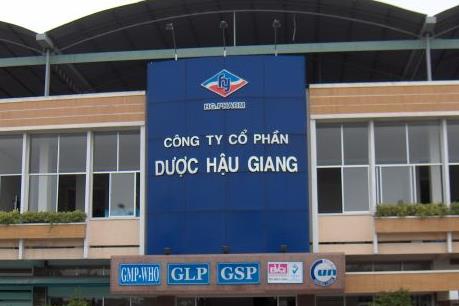 HG.PHARM
CÔNG TY CỔ PHẦN
DƯỢC HẬU GIANG
GMP-WHO GLP GSP